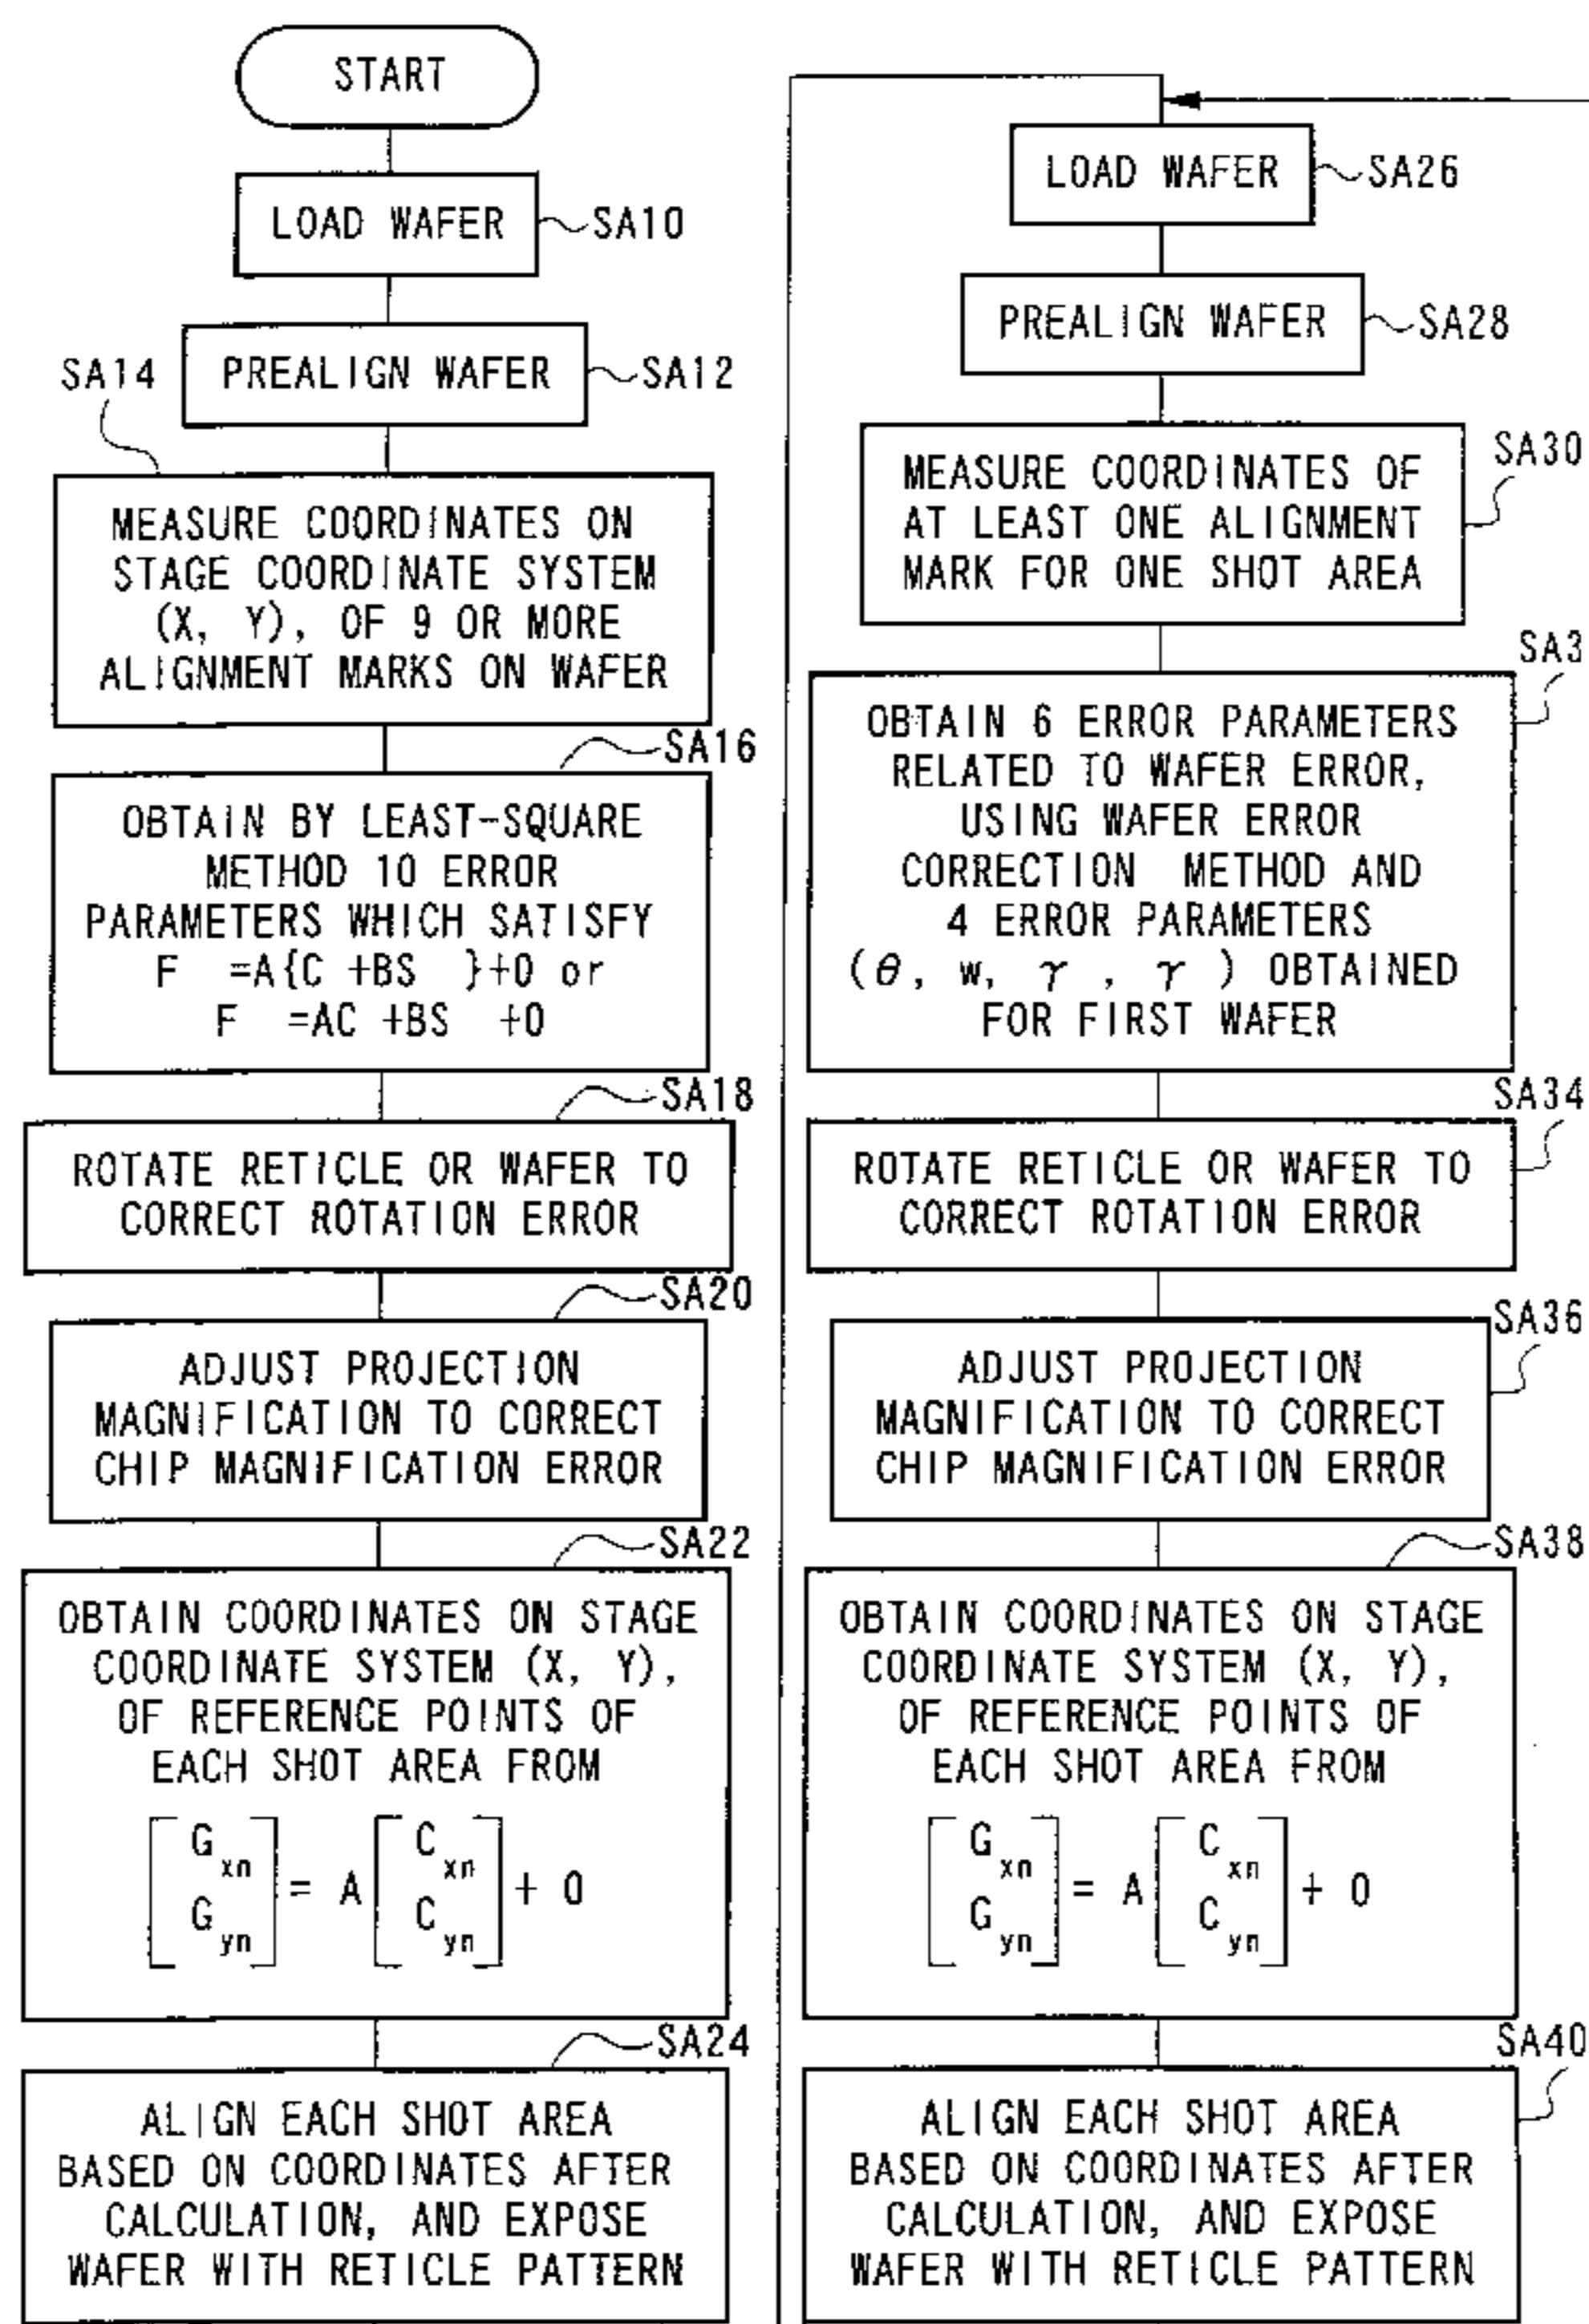 START
LOAD WAFER
SA10
PREALIGN WAFER
SA12
SA14
MEASURE COORDINATES ON
STAGE COORDINATE SYSTEM
(X, Y), OF 9 OR MORE
ALIGNMENT MARKS ON WAFER
SA16
OBTAIN BY LEAST-SQUARE
METHOD 10 ERROR
PARAMETERS WHICH SATISFY
F =A{C +BS }+O or
F =AC +BS +O
SA18
ROTATE RETICLE OR WAFER TO
CORRECT ROTATION ERROR
SA20
ADJUST PROJECTION
MAGNIFICATION TO CORRECT
CHIP MAGNIFICATION ERROR
SA22
OBTAIN COORDINATES ON STAGE
COORDINATE SYSTEM (X, Y),
OF REFERENCE POINTS OF
EACH SHOT AREA FROM
[Gxn Gyn] = A [Cxn Cyn] + O
SA24
ALIGN EACH SHOT AREA
BASED ON COORDINATES AFTER
CALCULATION, AND EXPOSE
WAFER WITH RETICLE PATTERN
LOAD WAFER
SA26
PREALIGN WAFER
SA28
SA30
MEASURE COORDINATES OF
AT LEAST ONE ALIGNMENT
MARK FOR ONE SHOT AREA
SA3
OBTAIN 6 ERROR PARAMETERS
RELATED TO WAFER ERROR,
USING WAFER ERROR
CORRECTION METHOD AND
4 ERROR PARAMETERS
(θ, w, γ , γ ) OBTAINED
FOR FIRST WAFER
SA34
ROTATE RETICLE OR WAFER TO
CORRECT ROTATION ERROR
SA36
ADJUST PROJECTION
MAGNIFICATION TO CORRECT
CHIP MAGNIFICATION ERROR
SA38
OBTAIN COORDINATES ON STAGE
COORDINATE SYSTEM (X, Y),
OF REFERENCE POINTS OF
EACH SHOT AREA FROM
[Gxn Gyn] = A [Cxn Cyn] + O
SA40
ALIGN EACH SHOT AREA
BASED ON COORDINATES AFTER
CALCULATION, AND EXPOSE
WAFER WITH RETICLE PATTERN